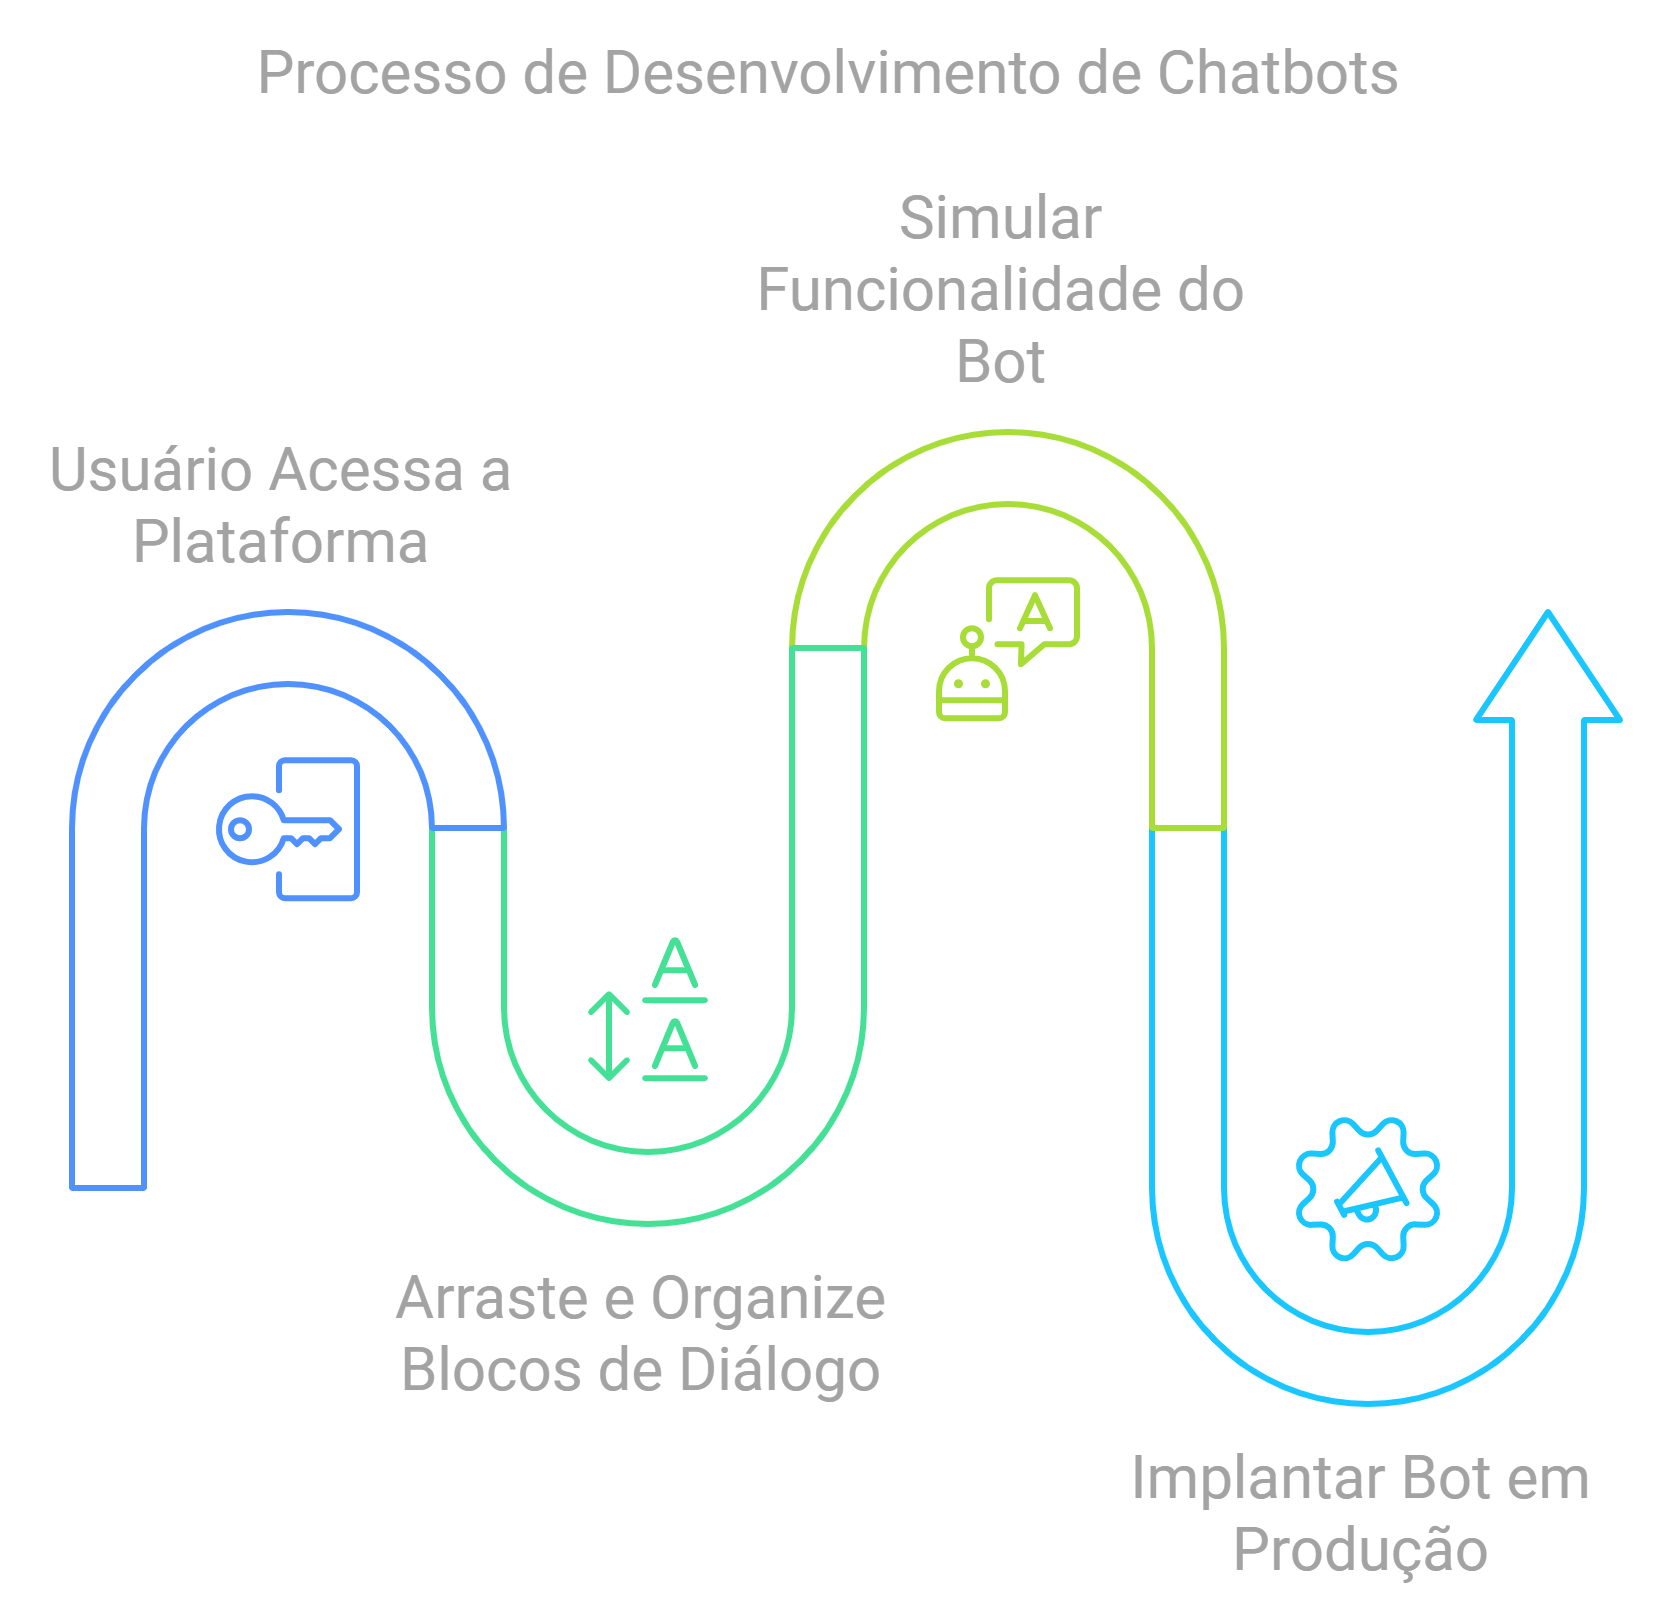 Processo de Desenvolvimento de Chatbots
Simular
Funcionalidade do
Bot
Usuário Acessa a
Plataforma
A
A
A
Arraste e Organize
Blocos de Diálogo
Implantar Bot em
Produção